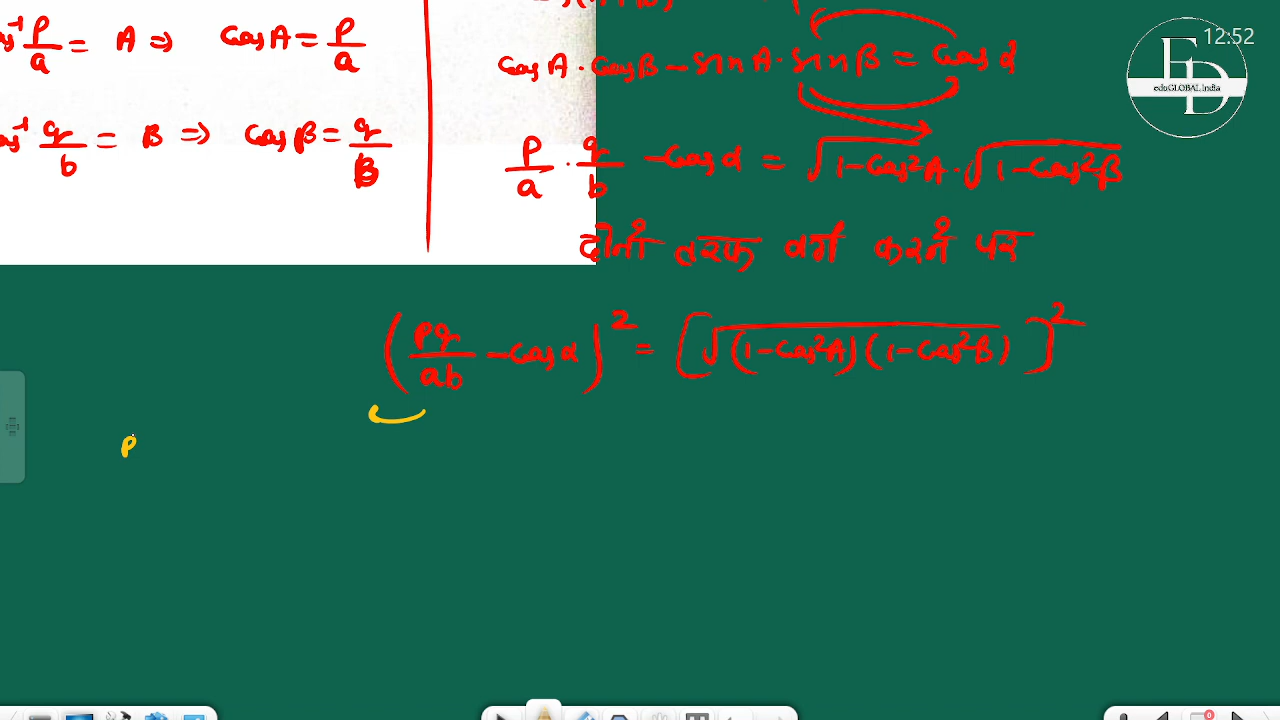 cos⁻¹ P/a = A ⇒ Cos A = P/a
cos⁻¹ q/b = B ⇒ Cos B = q/B
Cos A · Cos B - sin A · sin B = Cos α
P/a · q/b - Cos α = √1-Cos²A · √1-Cos²B
दोनों तरफ वर्ग करने पर
(pq/ab - Cos α)² = [√(1-Cos²A)(1-Cos²B)]²
P
12:52
ED
eduGLOBAL.India